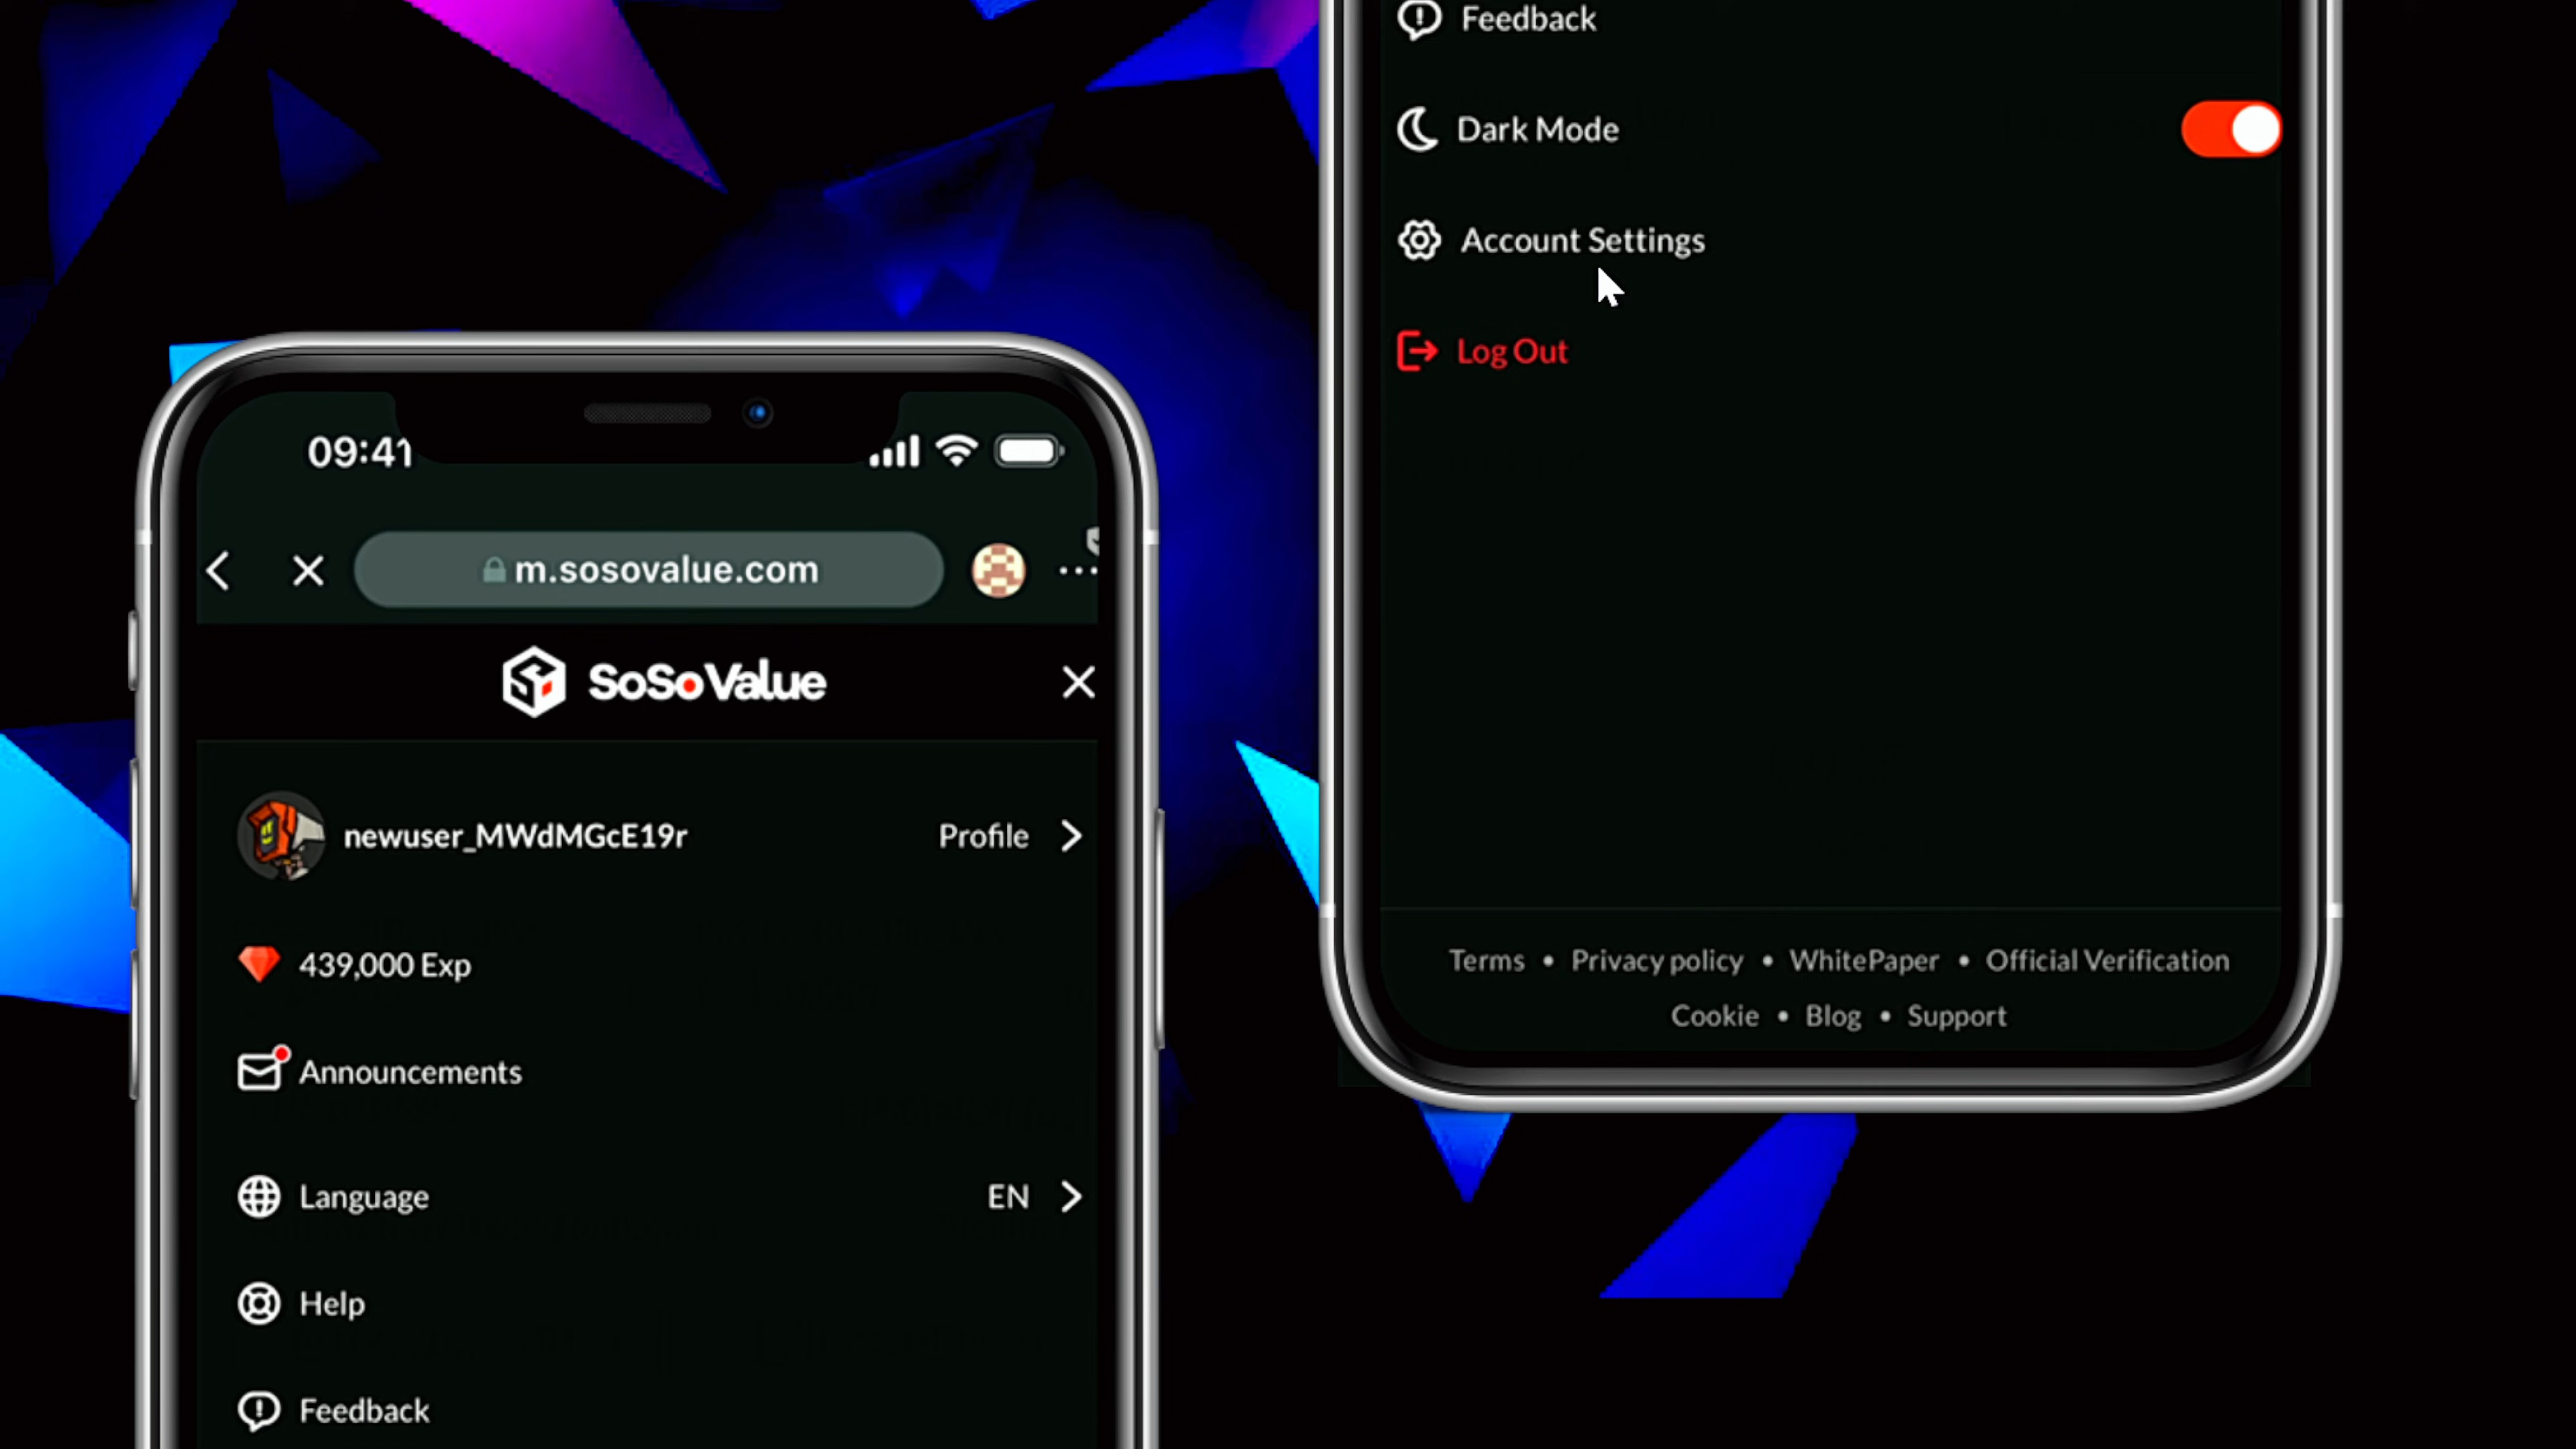 09:41
m.sosovalue.com
SoSoValue
newuser_MWdMGcE19r Profile
439,000 Exp
Announcements
Language EN
Help
Feedback
Feedback
Dark Mode
Account Settings
Log Out
Terms • Privacy policy • WhitePaper • Official Verification
Cookie • Blog • Support